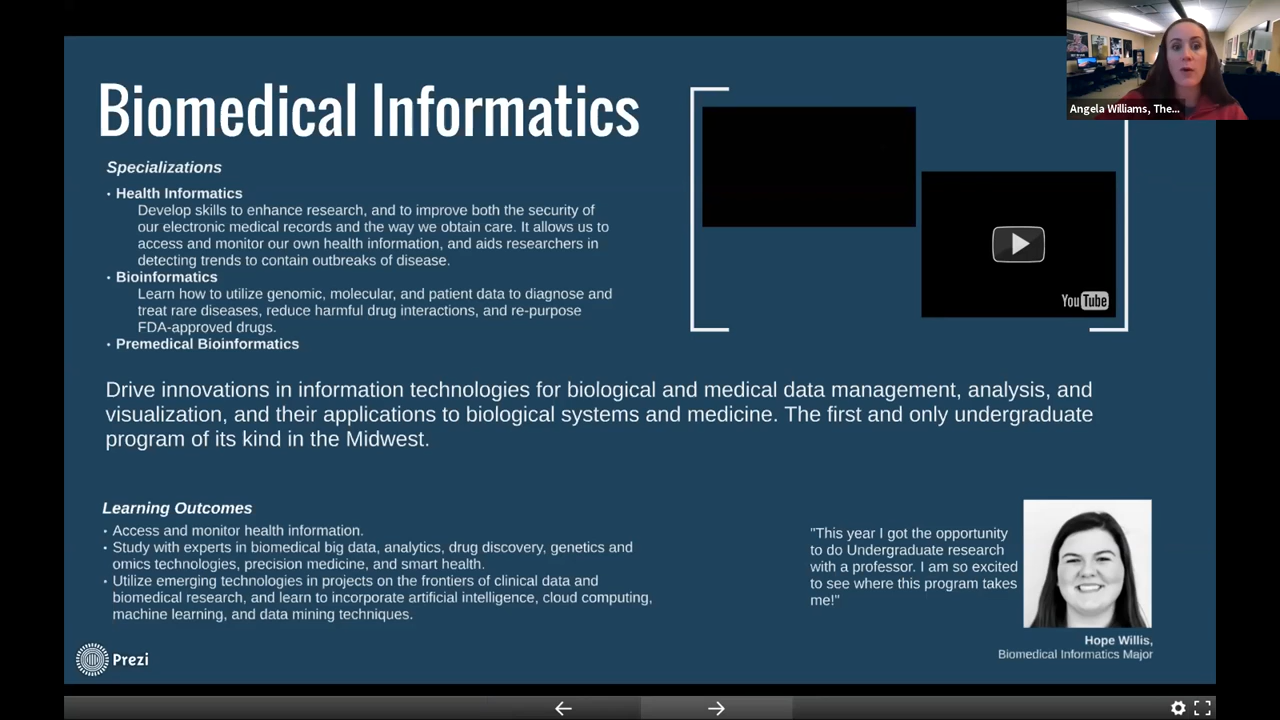 Angela Williams, The...
Biomedical Informatics
Specializations
• Health Informatics
Develop skills to enhance research, and to improve both the security of
our electronic medical records and the way we obtain care. It allows us to
access and monitor our own health information, and aids researchers in
detecting trends to contain outbreaks of disease.
• Bioinformatics
Learn how to utilize genomic, molecular, and patient data to diagnose and
treat rare diseases, reduce harmful drug interactions, and re-purpose
FDA-approved drugs.
• Premedical Bioinformatics
YouTube
Drive innovations in information technologies for biological and medical data management, analysis, and
visualization, and their applications to biological systems and medicine. The first and only undergraduate
program of its kind in the Midwest.
Learning Outcomes
• Access and monitor health information.
• Study with experts in biomedical big data, analytics, drug discovery, genetics and
omics technologies, precision medicine, and smart health.
• Utilize emerging technologies in projects on the frontiers of clinical data and
biomedical research, and learn to incorporate artificial intelligence, cloud computing,
machine learning, and data mining techniques.
"This year I got the opportunity
to do Undergraduate research
with a professor. I am so excited
to see where this program takes
me!"
Hope Willis,
Biomedical Informatics Major
Prezi